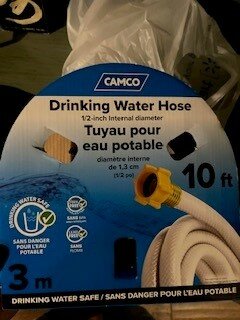 CAMCO
Drinking Water Hose
1/2-inch internal diameter
Tuyau pour
eau potable
diamètre interne
de 1,3 cm
(1/2 po)
10 ft
DRINKING WATER SAFE
SANS DANGER
POUR L'EAU
POTABLE
SANS
PLOMB
3 m
DRINKING WATER SAFE / SANS DANGER POUR L'EAU POTABLE